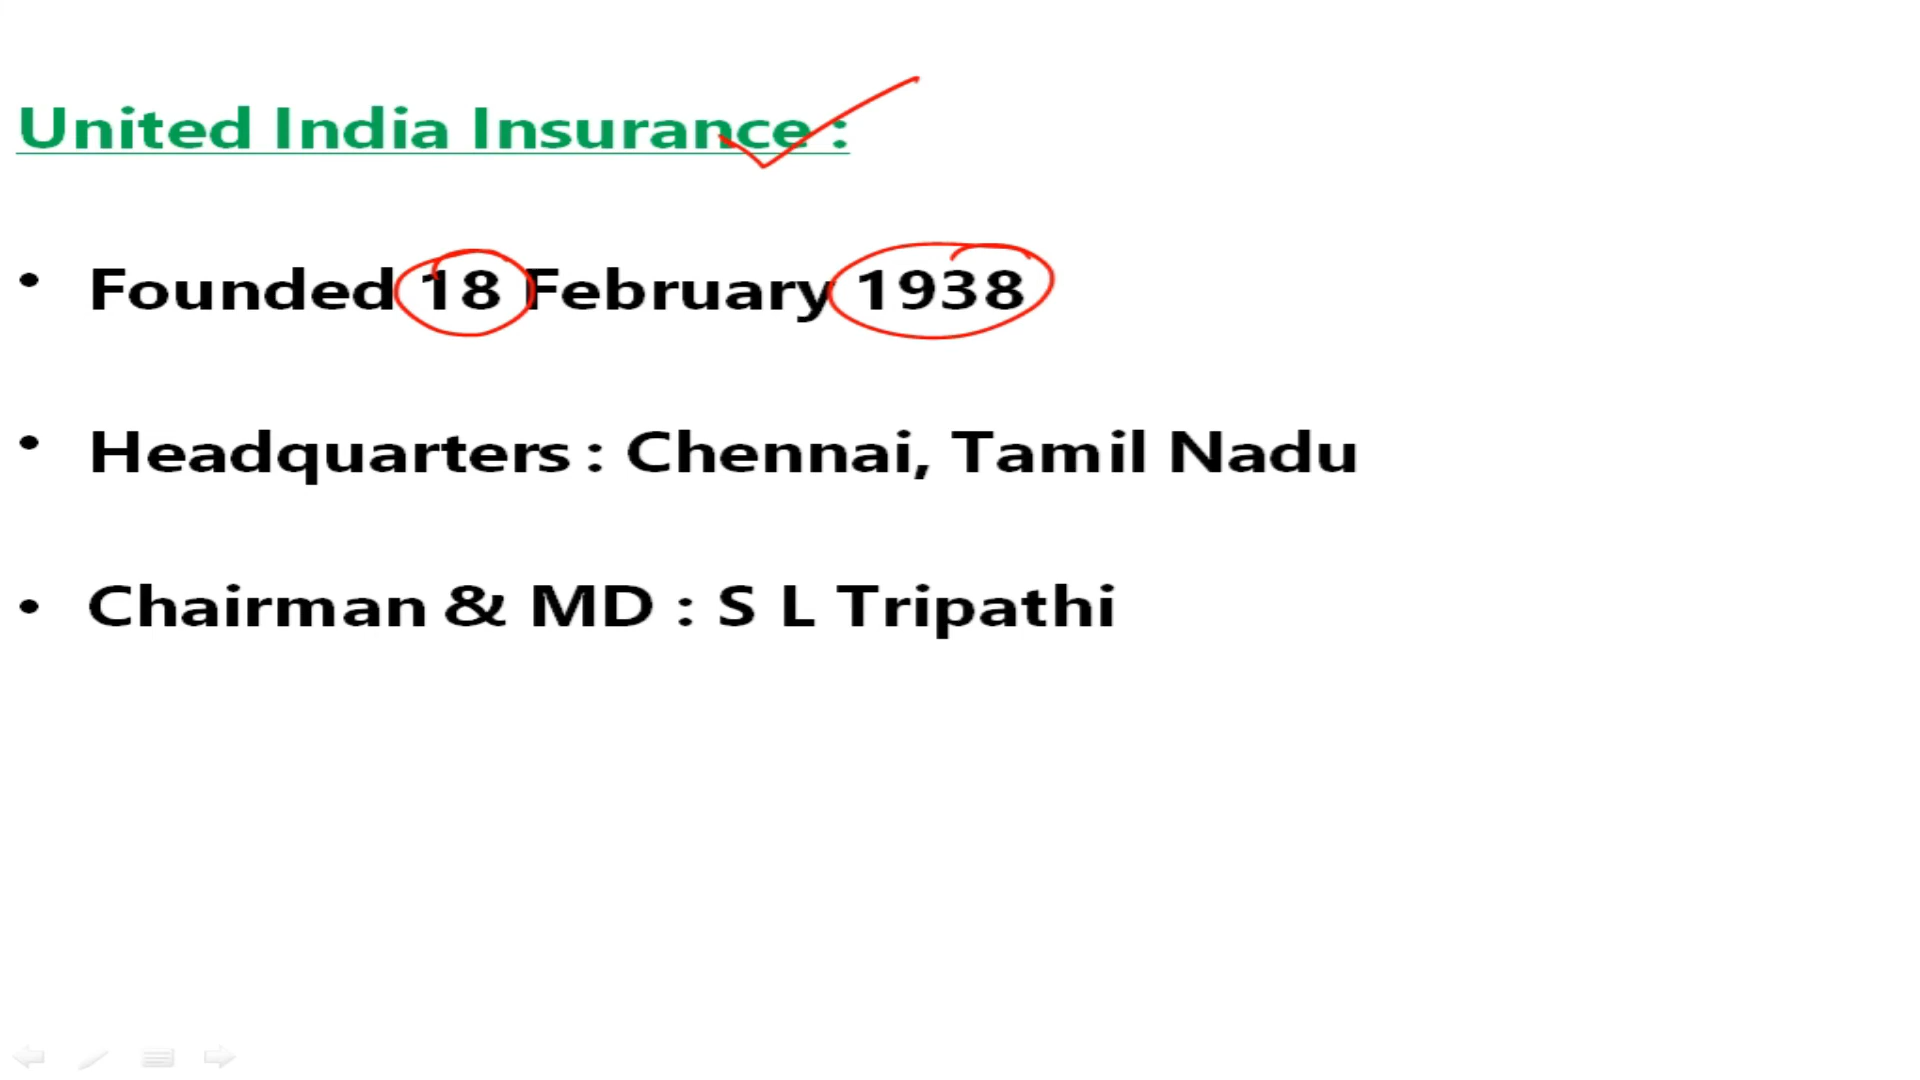 United India Insurance :
• Founded 18 February 1938
• Headquarters : Chennai, Tamil Nadu
• Chairman & MD : S L Tripathi